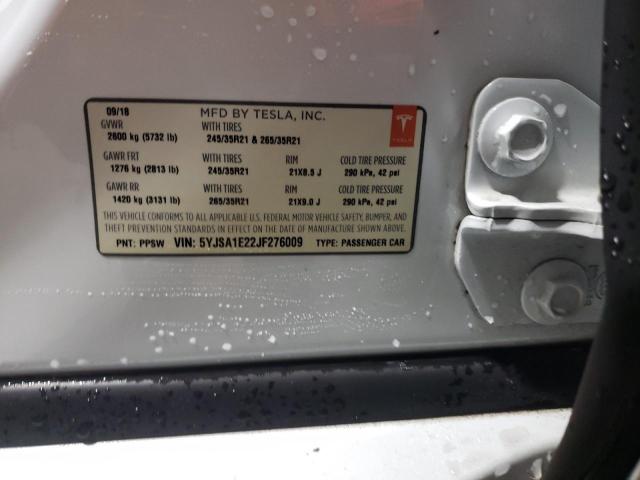 09/18 MFD BY TESLA, INC.
GVWR WITH TIRES
2600 kg (5732 lb) 245/35R21 & 265/35R21
GAWR FRT WITH TIRES RIM COLD TIRE PRESSURE
1276 kg (2813 lb) 245/35R21 21X8.5 J 290 kPa, 42 psi
GAWR RR WITH TIRES RIM COLD TIRE PRESSURE
1420 kg (3131 lb) 265/35R21 21X9.0 J 290 kPa, 42 psi
THIS VEHICLE CONFORMS TO ALL APPLICABLE U.S. FEDERAL MOTOR VEHICLE SAFETY, BUMPER, AND
THEFT PREVENTION STANDARDS IN EFFECT ON THE DATE OF MANUFACTURE SHOWN ABOVE.
PNT: PPSW VIN: 5YJSA1E22JF276009 TYPE: PASSENGER CAR